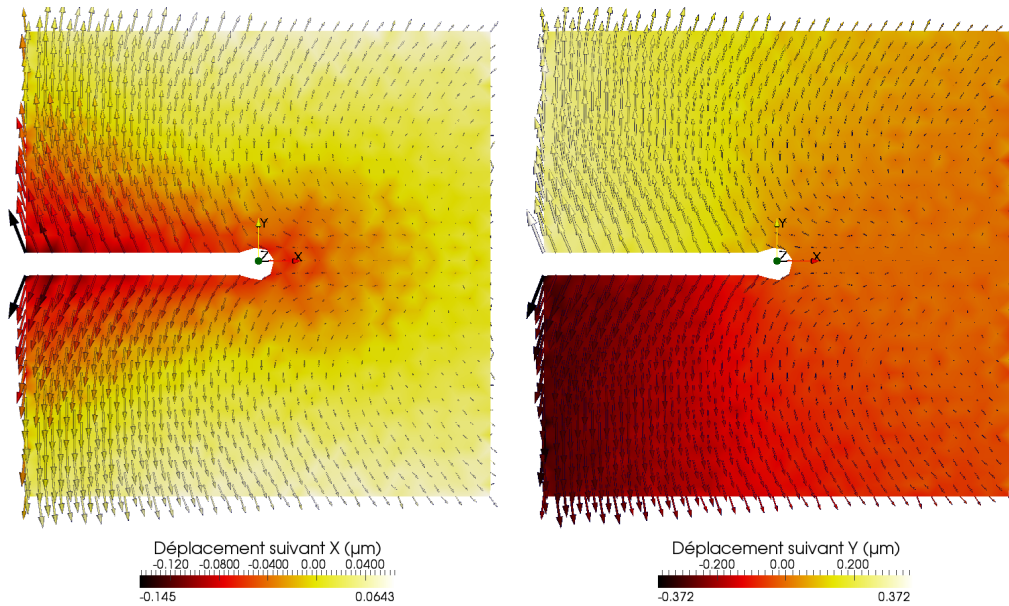 Y
Z X
Y
Z X
Déplacement suivant X (µm)
-0.120 -0.0800 -0.0400 0.00 0.0400
-0.145 0.0643
Déplacement suivant Y (µm)
-0.200 0.00 0.200
-0.372 0.372